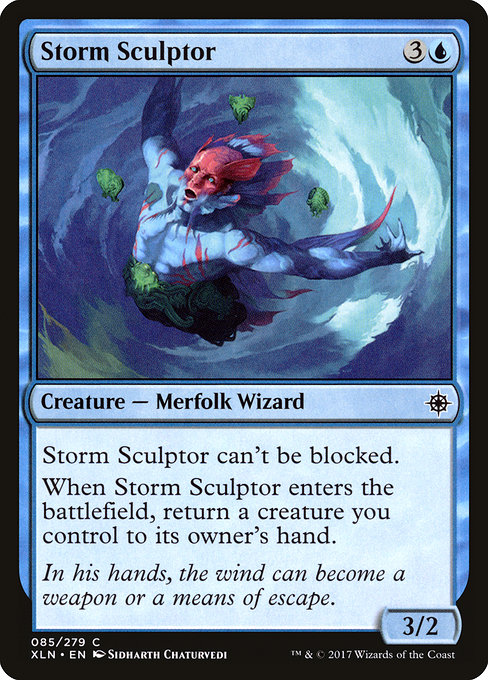 Storm Sculptor 3
Creature — Merfolk Wizard
Storm Sculptor can't be blocked.
When Storm Sculptor enters the
battlefield, return a creature you
control to its owner's hand.
In his hands, the wind can become a
weapon or a means of escape.
3/2
085/279 C
XLN • EN Sidharth Chaturvedi
™ & © 2017 Wizards of the Coast